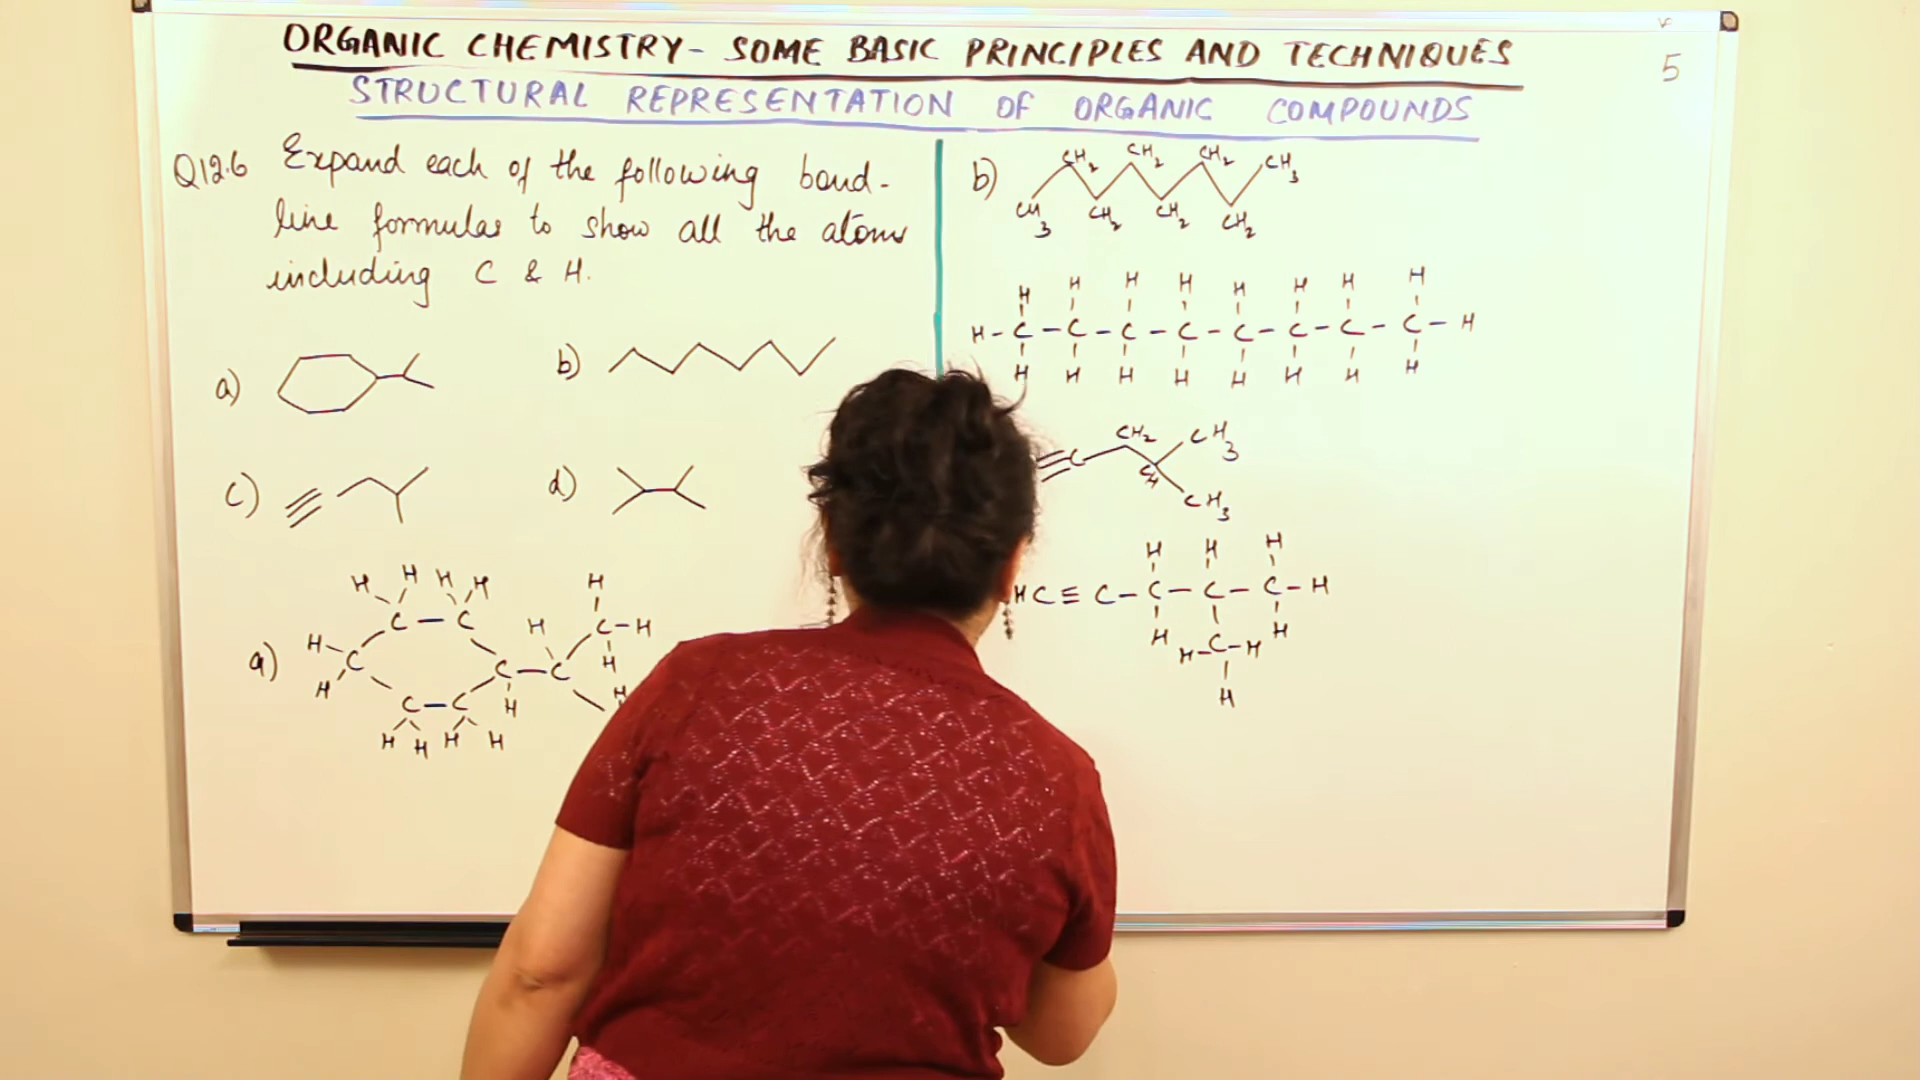 ORGANIC CHEMISTRY - SOME BASIC PRINCIPLES AND TECHNIQUES
5
STRUCTURAL REPRESENTATION OF ORGANIC COMPOUNDS
Q12.6 Expand each of the following bond-
line formulas to show all the atoms
including C & H.
a)
b)
c)
d)
a)
H H H H H
C - C H C - H
H - C H
H C - C H
C - C H
H H H H
b) CH2 CH2 CH2 CH3
CH3 CH2 CH2 CH2
H H H H H H H H
H - C - C - C - C - C - C - C - C - H
H H H H H H H H
CH2 CH3
≡C CH
CH3
H H H
HC ≡ C - C - C - C - H
H H - C - H H
H